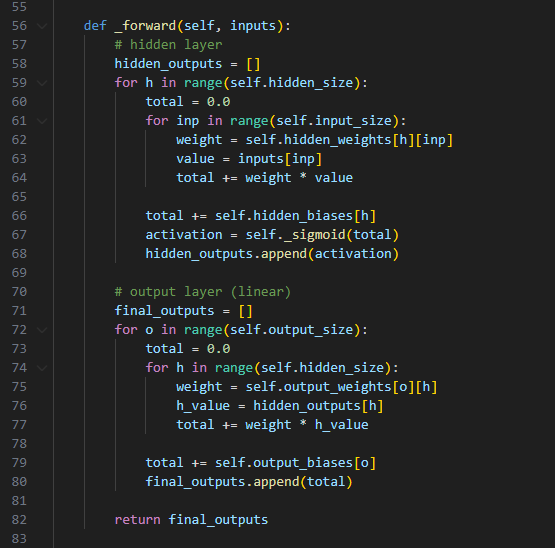 55
56 def _forward(self, inputs):
57 # hidden layer
58 hidden_outputs = []
59 for h in range(self.hidden_size):
60 total = 0.0
61 for inp in range(self.input_size):
62 weight = self.hidden_weights[h][inp]
63 value = inputs[inp]
64 total += weight * value
65
66 total += self.hidden_biases[h]
67 activation = self._sigmoid(total)
68 hidden_outputs.append(activation)
69
70 # output layer (linear)
71 final_outputs = []
72 for o in range(self.output_size):
73 total = 0.0
74 for h in range(self.hidden_size):
75 weight = self.output_weights[o][h]
76 h_value = hidden_outputs[h]
77 total += weight * h_value
78
79 total += self.output_biases[o]
80 final_outputs.append(total)
81
82 return final_outputs
83